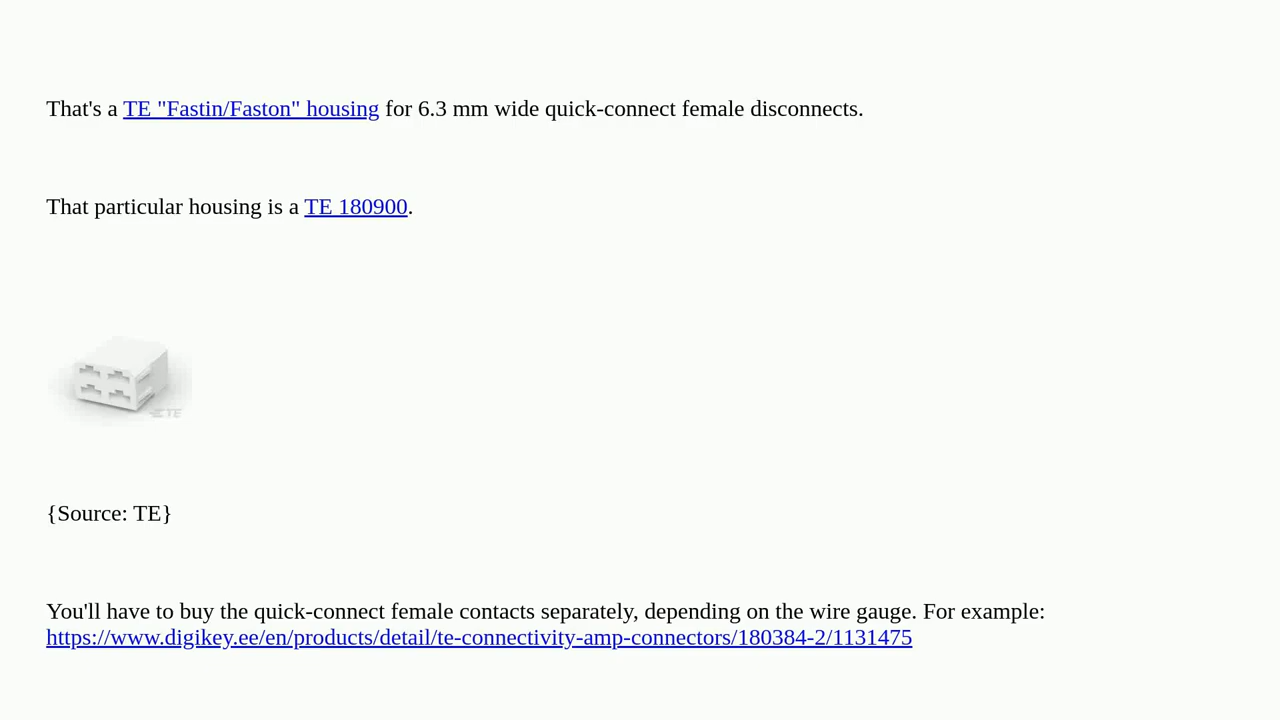 That's a TE "Fastin/Faston" housing for 6.3 mm wide quick-connect female disconnects.
That particular housing is a TE 180900.
TE
{Source: TE}
You'll have to buy the quick-connect female contacts separately, depending on the wire gauge. For example:
https://www.digikey.ee/en/products/detail/te-connectivity-amp-connectors/180384-2/1131475